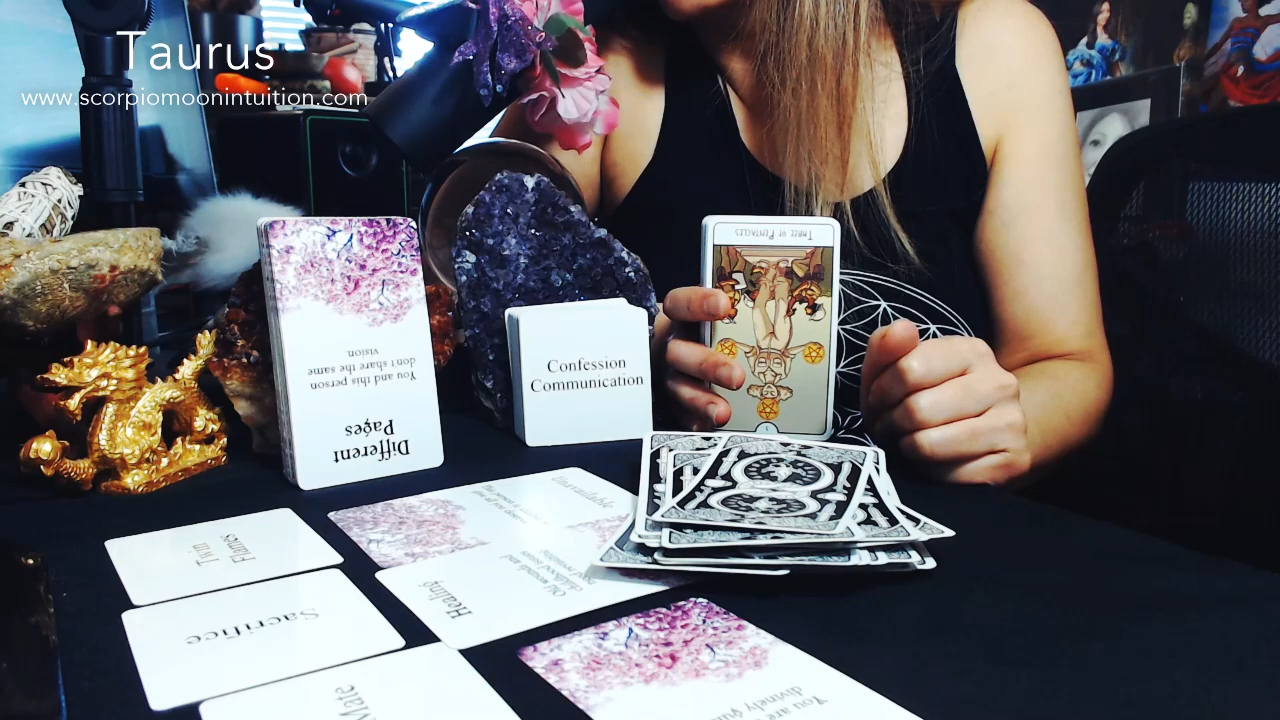 Taurus
www.scorpiomoonintuition.com
Three of Pentacles
Different
Pages
You and this person
don't share the same
vision.
Confession
Communication
Unavailable
Twin
Flames
Healing
Old wounds and
childhood issues
Sacrifice
Mate
You are